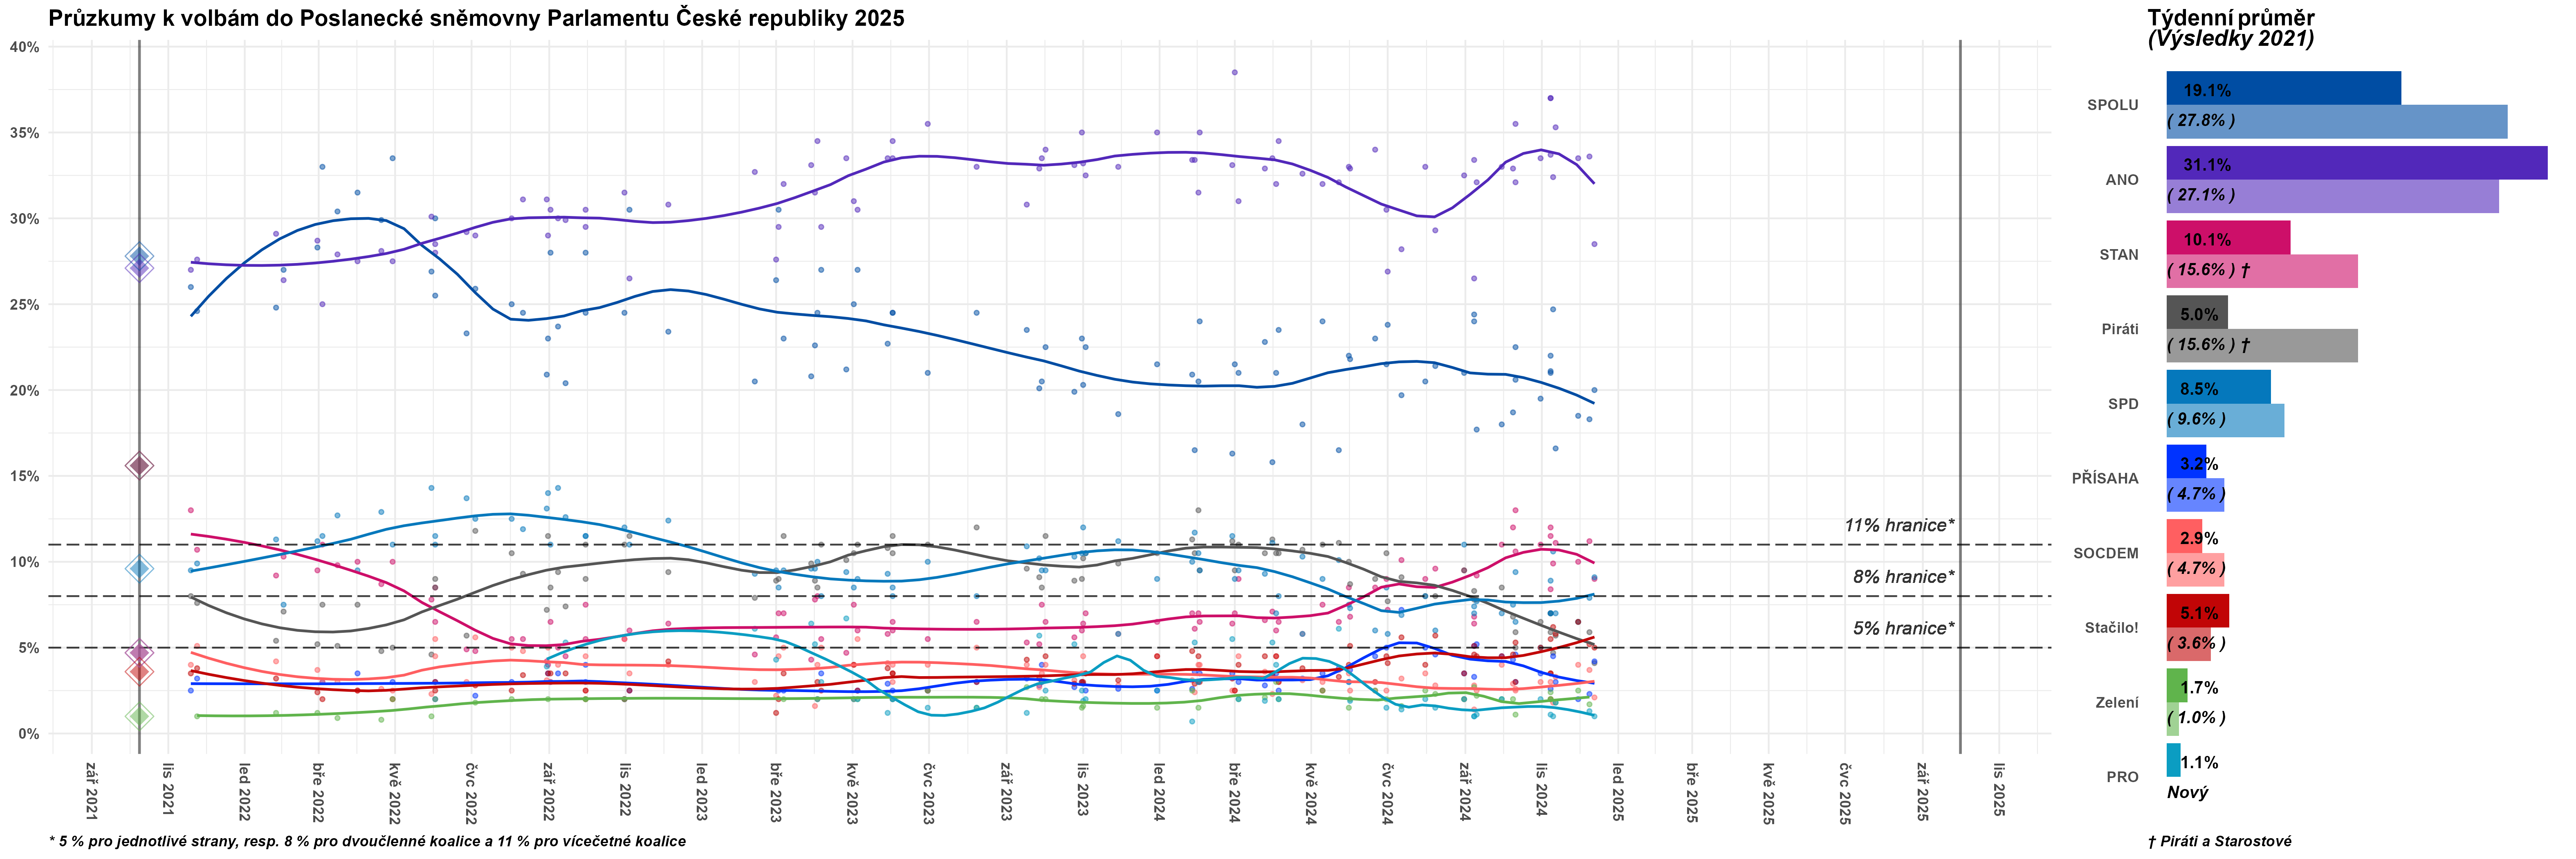 Průzkumy k volbám do Poslanecké sněmovny Parlamentu České republiky 2025
40%
35%
30%
25%
20%
15%
10%
5%
0%
11% hranice*
8% hranice*
5% hranice*
zář 2021
lis 2021
led 2022
bře 2022
kvě 2022
čvc 2022
zář 2022
lis 2022
led 2023
bře 2023
kvě 2023
čvc 2023
zář 2023
lis 2023
led 2024
bře 2024
kvě 2024
čvc 2024
zář 2024
lis 2024
led 2025
bře 2025
kvě 2025
čvc 2025
zář 2025
lis 2025
* 5 % pro jednotlivé strany, resp. 8 % pro dvoučlenné koalice a 11 % pro vícečetné koalice
Týdenní průměr
(Výsledky 2021)
SPOLU
19.1%
( 27.8% )
ANO
31.1%
( 27.1% )
STAN
10.1%
( 15.6% ) †
Piráti
5.0%
( 15.6% ) †
SPD
8.5%
( 9.6% )
PŘÍSAHA
3.2%
( 4.7% )
SOCDEM
2.9%
( 4.7% )
Stačilo!
5.1%
( 3.6% )
Zelení
1.7%
( 1.0% )
PRO
1.1%
Nový
† Piráti a Starostové